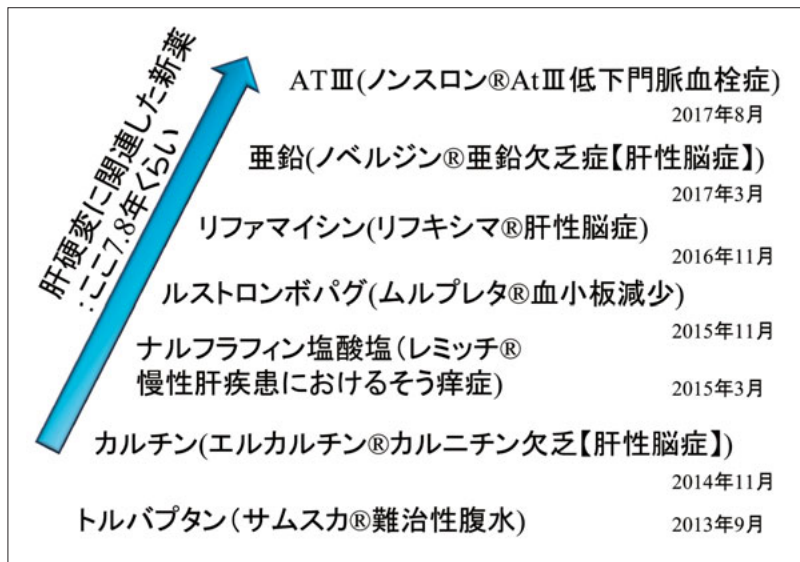 肝硬変に関連した新薬
:ここ7.8年くらい
ATⅢ(ノンスロン®AtⅢ低下門脈血栓症)
2017年8月
亜鉛(ノベルジン®亜鉛欠乏症【肝性脳症】)
2017年3月
リファマイシン(リフキシマ®肝性脳症)
2016年11月
ルストロンボパグ(ムルプレタ®血小板減少)
2015年11月
ナルフラフィン塩酸塩(レミッチ®
慢性肝疾患におけるそう痒症)
2015年3月
カルチン(エルカルチン®カルニチン欠乏【肝性脳症】)
2014年11月
トルバプタン(サムスカ®難治性腹水)
2013年9月